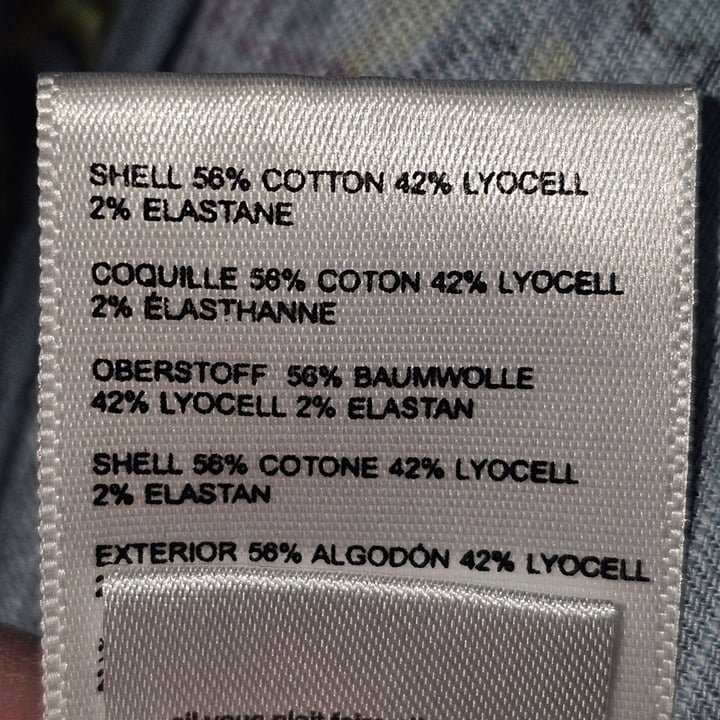 SHELL 56% COTTON 42% LYOCELL
2% ELASTANE
COQUILLE 56% COTON 42% LYOCELL
2% ÉLASTHANNE
OBERSTOFF 56% BAUMWOLLE
42% LYOCELL 2% ELASTAN
SHELL 56% COTONE 42% LYOCELL
2% ELASTAN
EXTERIOR 56% ALGODÓN 42% LYOCELL